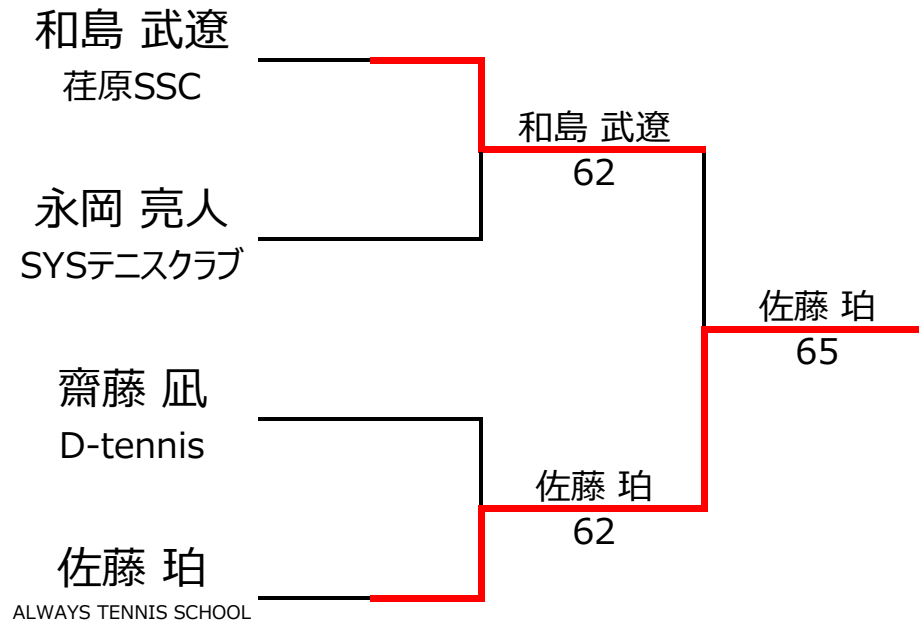 和島 武遼
荏原SSC
和島 武遼
62
永岡 亮人
SYSテニスクラブ
佐藤 珀
65
齋藤 凪
D-tennis
佐藤 珀
62
佐藤 珀
ALWAYS TENNIS SCHOOL